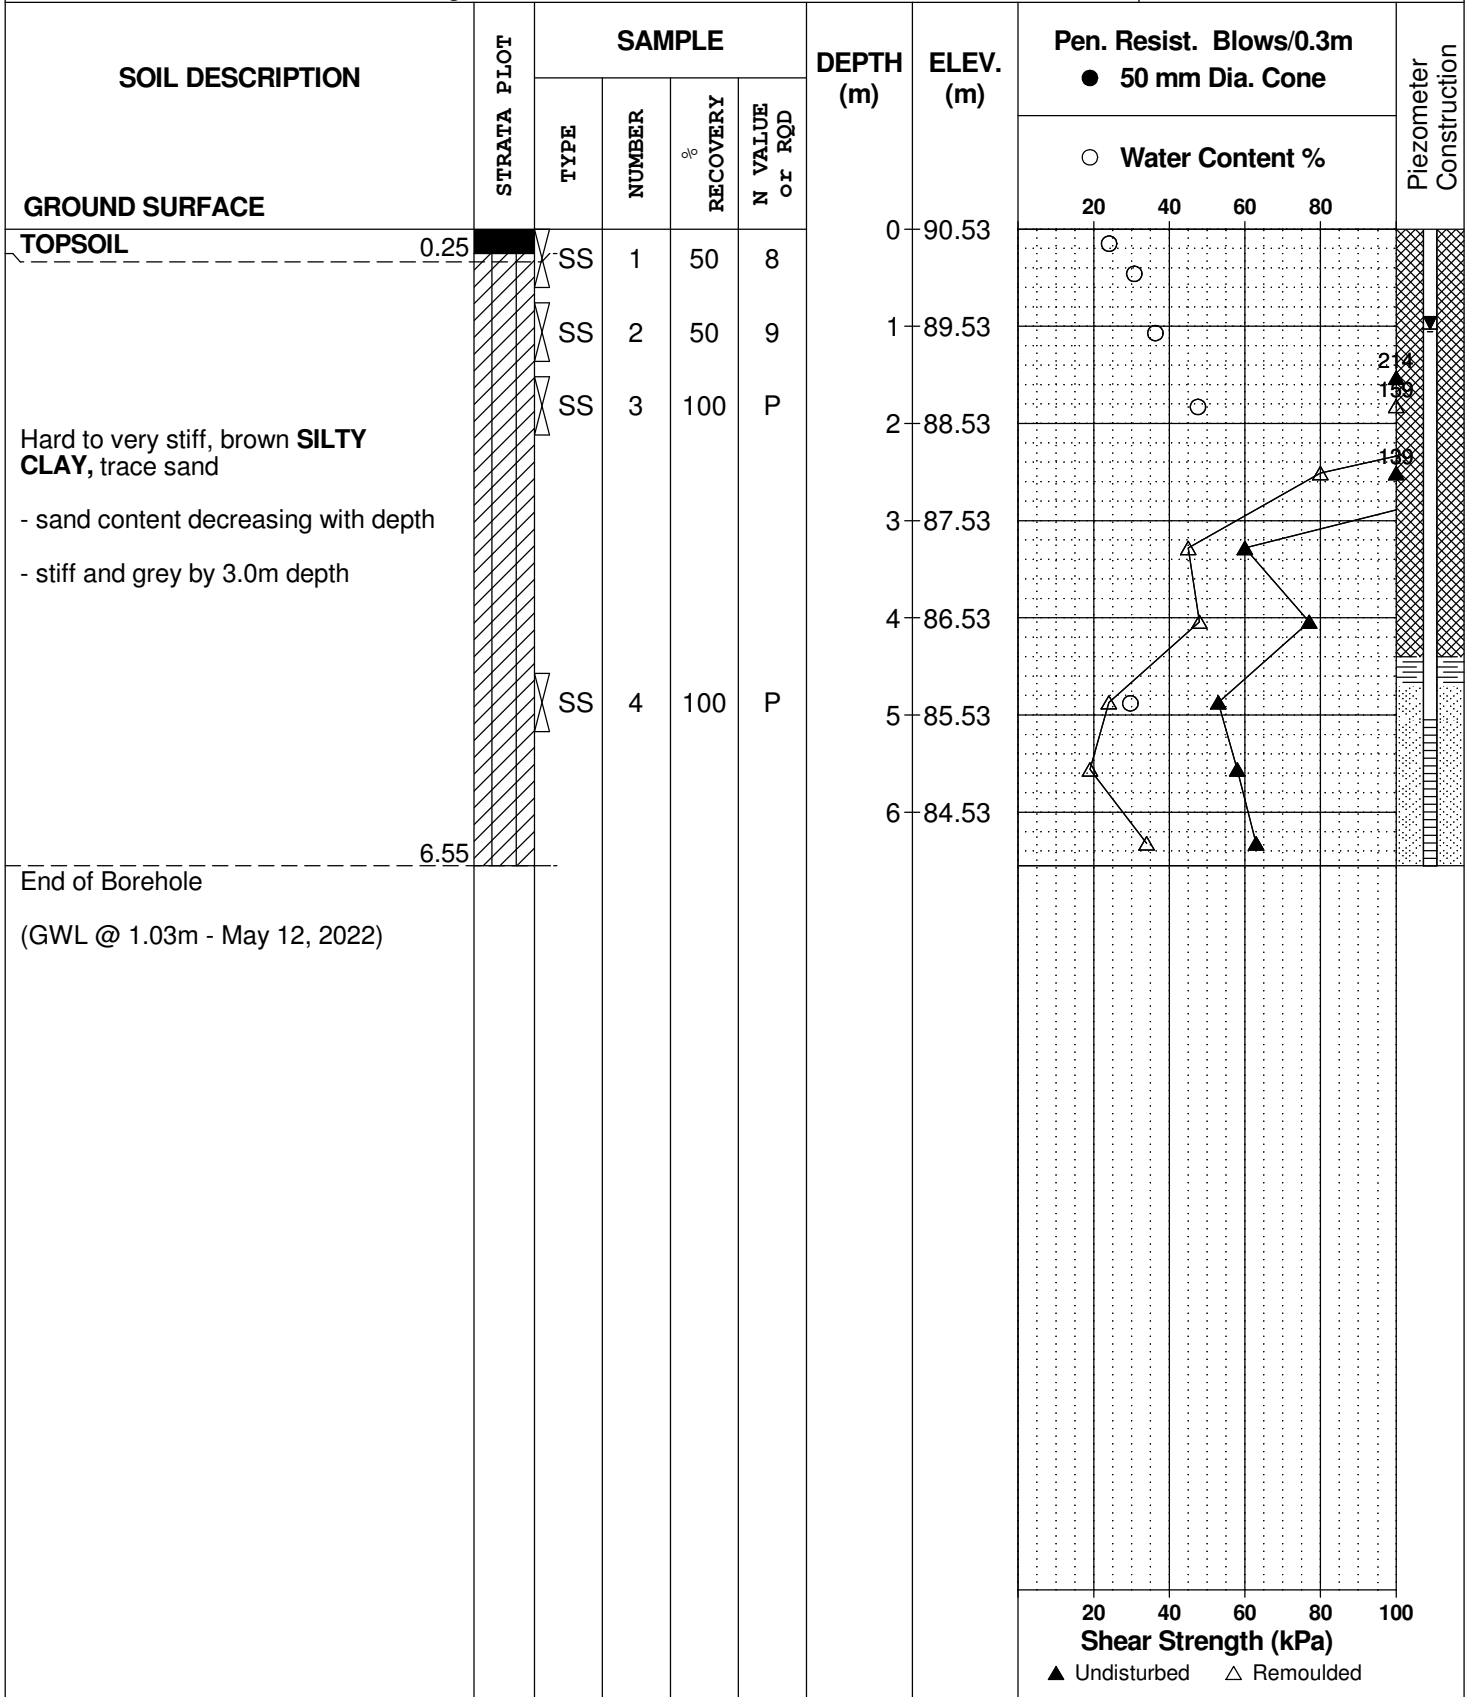 SOIL DESCRIPTION
GROUND SURFACE
STRATA PLOT
SAMPLE
TYPE
NUMBER
%
RECOVERY
N VALUE
or RQD
DEPTH
(m)
ELEV.
(m)
Pen. Resist. Blows/0.3m
● 50 mm Dia. Cone
○ Water Content %
20 40 60 80
Piezometer
Construction
TOPSOIL 0.25
SS 1 50 8
0 90.53
SS 2 50 9
1 89.53
214
159
SS 3 100 P
2 88.53
Hard to very stiff, brown SILTY
CLAY, trace sand
139
- sand content decreasing with depth
3 87.53
- stiff and grey by 3.0m depth
4 86.53
SS 4 100 P
5 85.53
6 84.53
6.55
End of Borehole
(GWL @ 1.03m - May 12, 2022)
20 40 60 80 100
Shear Strength (kPa)
▲ Undisturbed △ Remoulded